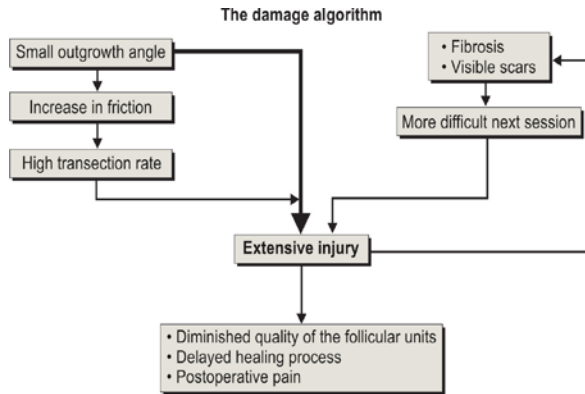 The damage algorithm
Small outgrowth angle
Increase in friction
High transection rate
• Fibrosis
• Visible scars
More difficult next session
Extensive injury
• Diminished quality of the follicular units
• Delayed healing process
• Postoperative pain